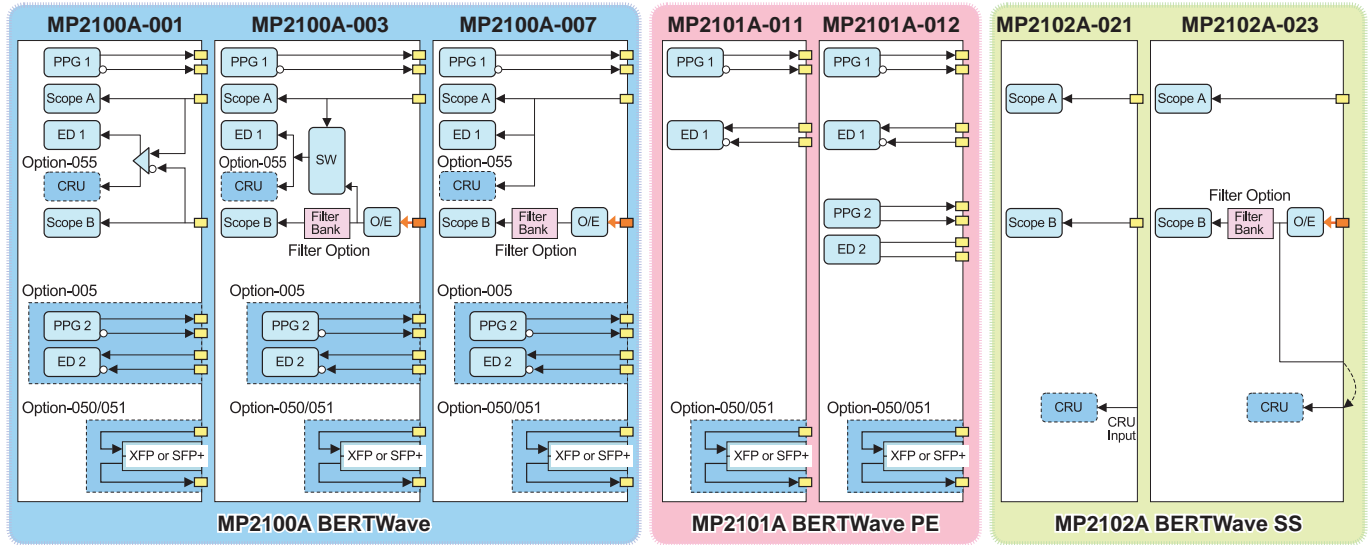 MP2100A-001
PPG 1
Scope A
ED 1
Option-055
CRU
Scope B
Option-005
PPG 2
ED 2
Option-050/051
XFP or SFP+
MP2100A-003
PPG 1
Scope A
ED 1
SW
Option-055
CRU
Scope B
Filter
Bank
O/E
Filter Option
Option-005
PPG 2
ED 2
Option-050/051
XFP or SFP+
MP2100A-007
PPG 1
Scope A
ED 1
Option-055
CRU
Scope B
Filter
Bank
O/E
Filter Option
Option-005
PPG 2
ED 2
Option-050/051
XFP or SFP+
MP2100A BERTWave
MP2101A-011
PPG 1
ED 1
Option-050/051
XFP or SFP+
MP2101A-012
PPG 1
ED 1
PPG 2
ED 2
Option-050/051
XFP or SFP+
MP2101A BERTWave PE
MP2102A-021
Scope A
Scope B
CRU
CRU
Input
MP2102A-023
Scope A
Filter Option
Scope B
Filter
Bank
O/E
CRU
MP2102A BERTWave SS